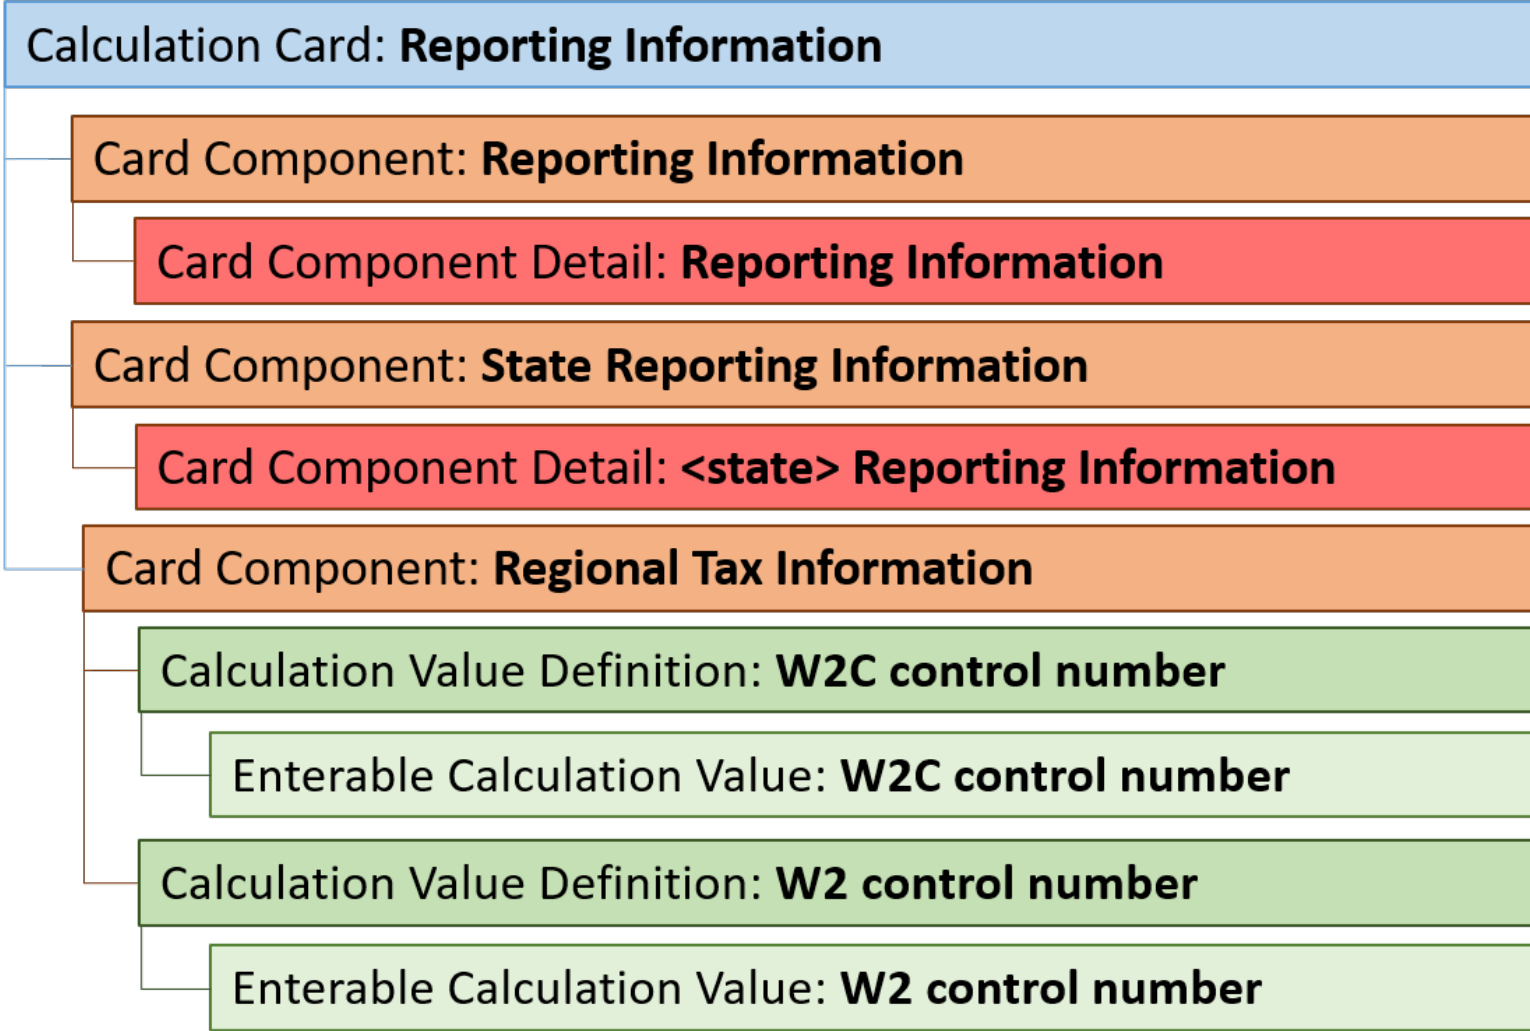 Calculation Card: Reporting Information
Card Component: Reporting Information
Card Component Detail: Reporting Information
Card Component: State Reporting Information
Card Component Detail: <state> Reporting Information
Card Component: Regional Tax Information
Calculation Value Definition: W2C control number
Enterable Calculation Value: W2C control number
Calculation Value Definition: W2 control number
Enterable Calculation Value: W2 control number